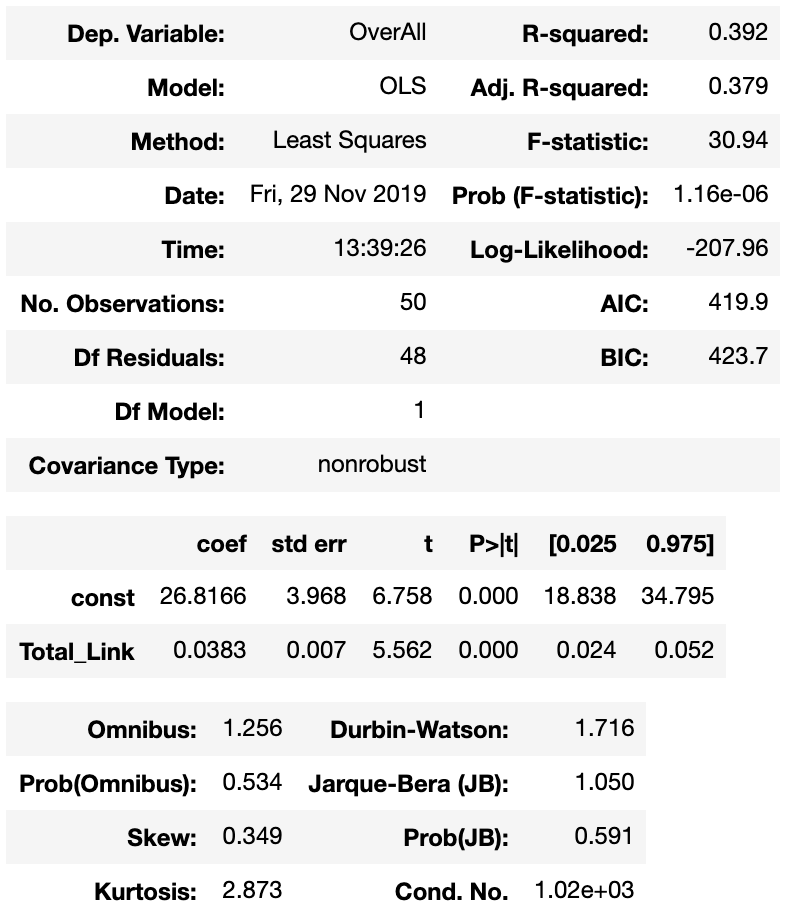 Dep. Variable: OverAll R-squared: 0.392
Model: OLS Adj. R-squared: 0.379
Method: Least Squares F-statistic: 30.94
Date: Fri, 29 Nov 2019 Prob (F-statistic): 1.16e-06
Time: 13:39:26 Log-Likelihood: -207.96
No. Observations: 50 AIC: 419.9
Df Residuals: 48 BIC: 423.7
Df Model: 1
Covariance Type: nonrobust
coef std err t P>|t| [0.025 0.975]
const 26.8166 3.968 6.758 0.000 18.838 34.795
Total_Link 0.0383 0.007 5.562 0.000 0.024 0.052
Omnibus: 1.256 Durbin-Watson: 1.716
Prob(Omnibus): 0.534 Jarque-Bera (JB): 1.050
Skew: 0.349 Prob(JB): 0.591
Kurtosis: 2.873 Cond. No. 1.02e+03